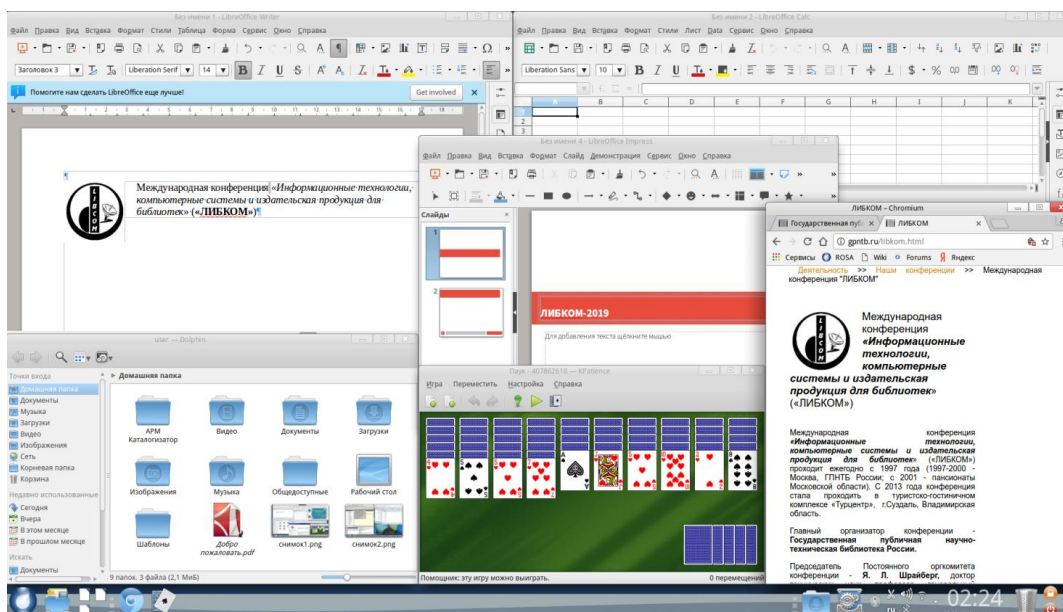 Без имени 1 - LibreOffice Writer
Файл Правка Вид Вставка Формат Стили Таблица Форма Сервис Окно Справка
Заголовок 3 Liberation Serif 14
Помогите нам сделать LibreOffice еще лучше! Get involved
Международная конференция «Информационные технологии,
компьютерные системы и издательская продукция для
библиотек» («ЛИБКОМ»)¶
Без имени 2 - LibreOffice Calc
Файл Правка Вид Вставка Формат Стили Лист Data Сервис Окно Справка
Liberation Sans 10
A B C D E F G H I J K
1
2
3
Без имени 4 - LibreOffice Impress
Файл Правка Вид Вставка Формат Слайд Демонстрация Сервис Окно Справка
Слайды
1
2
ЛИБКОМ-2019
Для добавления текста щёлкните мышью
ЛИБКОМ - Chromium
Государственная пуб ЛИБКОМ
gpntb.ru/libkom.html
Сервисы ROSA Wiki Forums Яндекс
Деятельность >> Наши конференции >> Международная
конференция "ЛИБКОМ"
LIBCOM
Международная
конференция
«Информационные
технологии,
компьютерные
системы и издательская
продукция для библиотек»
(«ЛИБКОМ»)
Международная конференция
«Информационные технологии,
компьютерные системы и издательская
продукция для библиотек» («ЛИБКОМ»)
проходит ежегодно с 1997 года (1997-2000 -
Москва, ГПНТБ России; с 2001 - пансионаты
Московской области). С 2013 года конференция
стала проходить в туристско-гостиничном
комплексе «Турцентр», г.Суздаль, Владимирская
область.
Главный организатор конференции -
Государственная публичная научно-
техническая библиотека России.
Председатель Постоянного оргкомитета
конференции - Я. Л. Шрайберг, доктор
user — Dolphin
Точки входа
Домашняя папка
Документы
Музыка
Загрузки
Видео
Изображения
Сеть
Корневая папка
Корзина
Недавно использованные
Сегодня
Вчера
В этом месяце
В прошлом месяце
Искать
Документы
Домашняя папка
АРМ Каталогизатор
Видео
Документы
Загрузки
Изображения
Музыка
Общедоступные
Рабочий стол
Шаблоны
Добро пожаловать.pdf
снимок1.png
снимок2.png
9 папок, 3 файла (2,1 МиБ)
Паук - 407862618 — KPatience
Игра Переместить Настройка Справка
Помощник: эту игру можно выиграть. 0 перемещений
ru
02:24